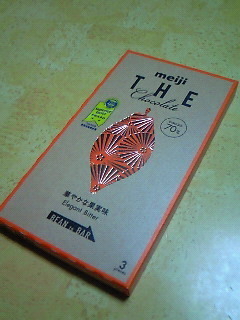 meiji
THE
Chocolate
70%
華やかな果実味
Elegant Bitter
BEAN to BAR
3